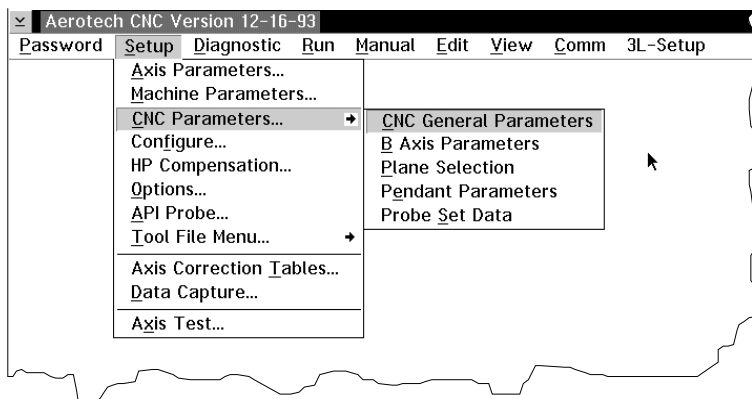 Aerotech CNC Version 12-16-93
Password Setup Diagnostic Run Manual Edit View Comm 3L-Setup
Axis Parameters...
Machine Parameters...
CNC Parameters...
Configure...
HP Compensation...
Options...
API Probe...
Tool File Menu...
Axis Correction Tables...
Data Capture...
Axis Test...
CNC General Parameters
B Axis Parameters
Plane Selection
Pendant Parameters
Probe Set Data